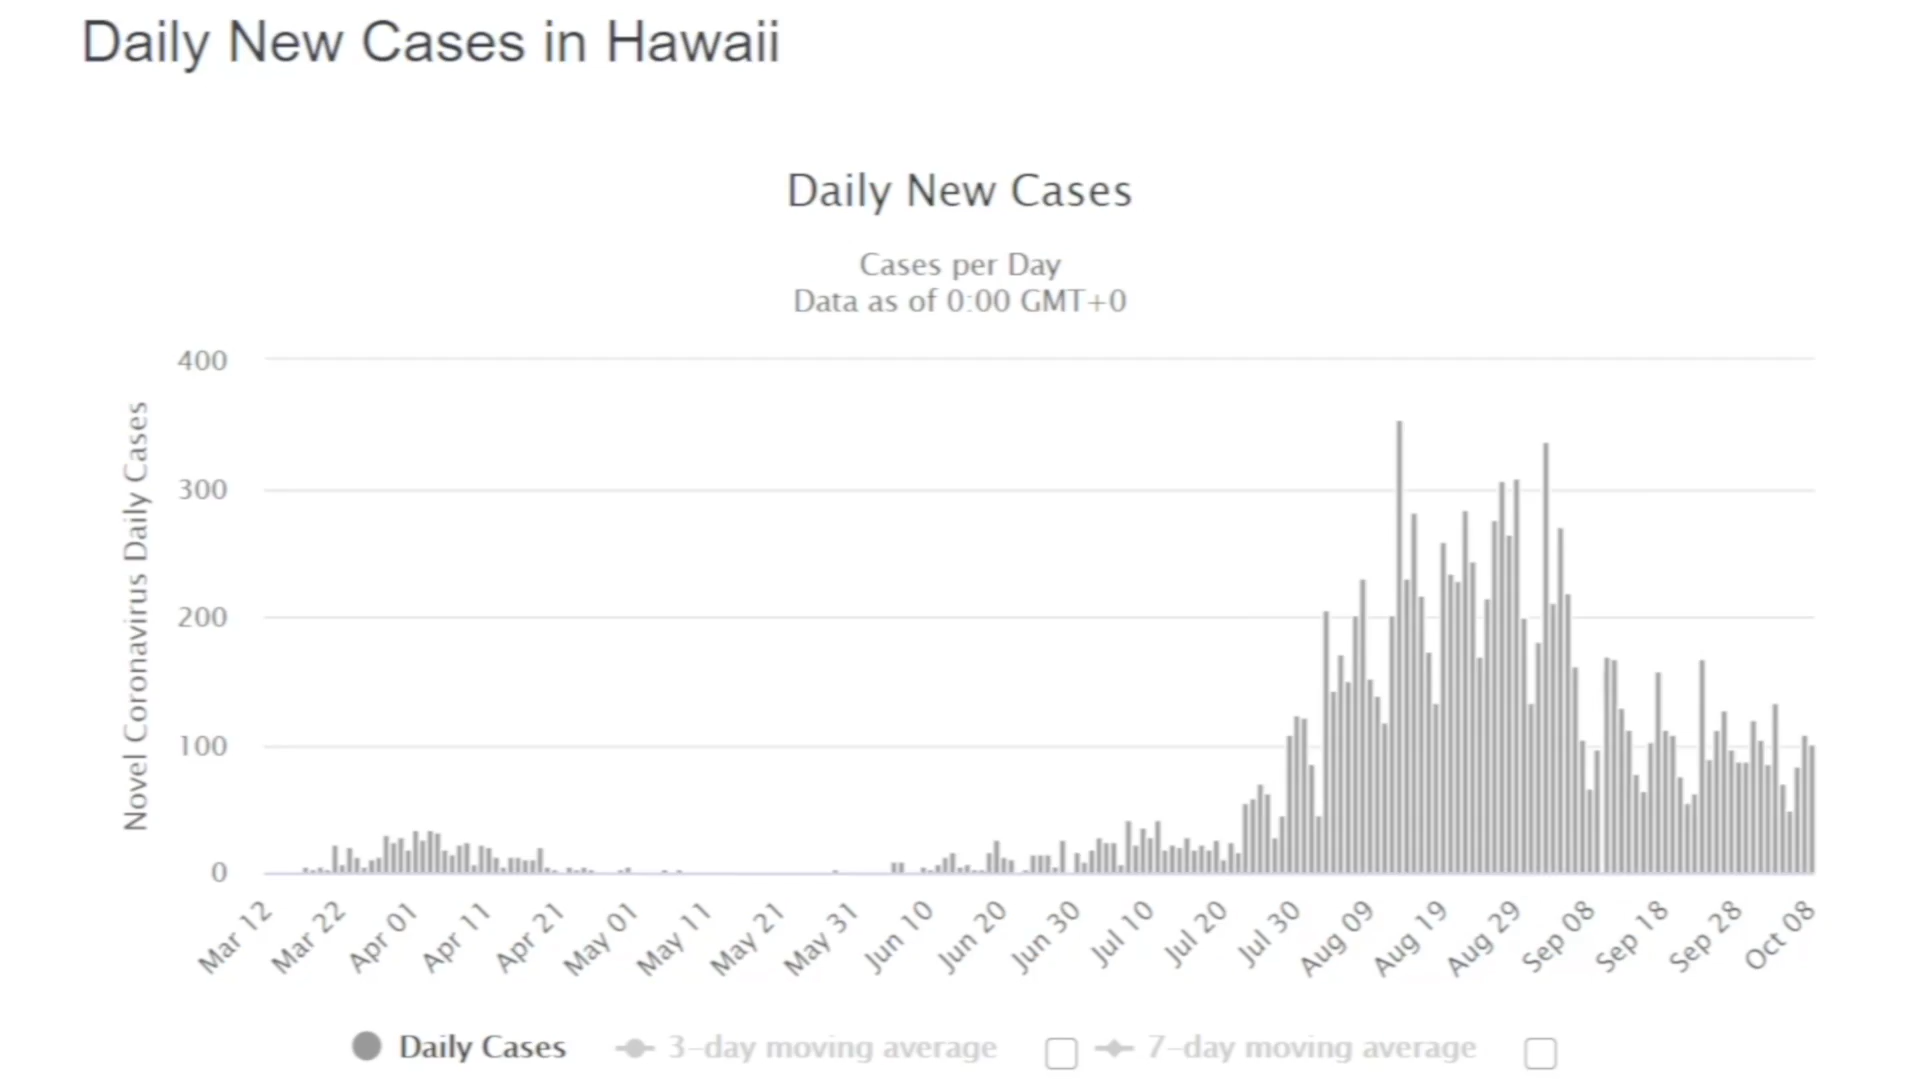 Daily New Cases in Hawaii
Daily New Cases
Cases per Day
Data as of 0:00 GMT+0
Novel Coronavirus Daily Cases
400
300
200
100
0
Mar 12
Mar 22
Apr 01
Apr 11
Apr 21
May 01
May 11
May 21
May 31
Jun 10
Jun 20
Jun 30
Jul 10
Jul 20
Jul 30
Aug 09
Aug 19
Aug 29
Sep 08
Sep 18
Sep 28
Oct 08
Daily Cases 3-day moving average 7-day moving average